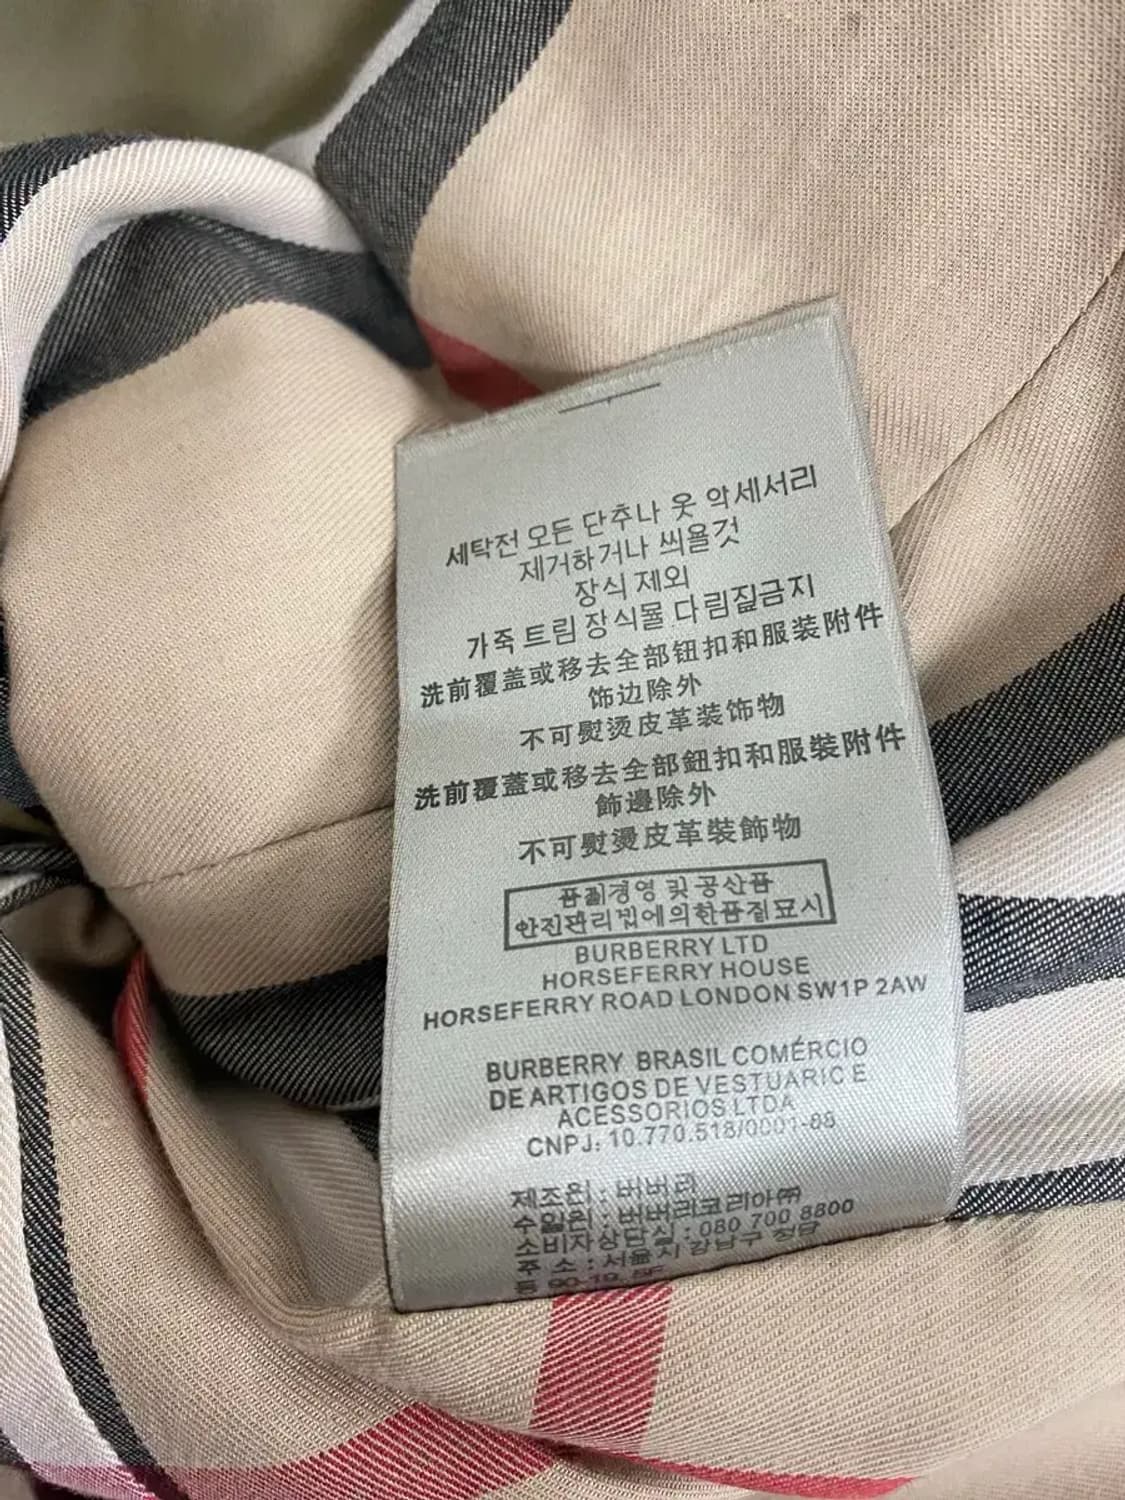 세탁전 모든 단추나 옷 악세서리
제거하거나 씌욜것
장식 제외
가죽 트림 장식물 다림질금지
洗前覆盖或移去全部钮扣和服装附件
饰边除外
不可熨烫皮革装饰物
洗前覆蓋或移去全部鈕扣和服裝附件
飾邊除外
不可熨燙皮革裝飾物
품질경영 및 공산품
안전관리법에의한품질표시
BURBERRY LTD
HORSEFERRY HOUSE
HORSEFERRY ROAD LONDON SW1P 2AW
BURBERRY BRASIL COMÉRCIO
DE ARTIGOS DE VESTUARIC E
ACESSORIOS LTDA
CNPJ: 10.770.518/0001-88
제조원 : 버버리
수입원 : 버버리코리아㈜
소비자상담실 : 080 700 8800
주 소 : 서울시 강남구 청담
동 90-19, 5F